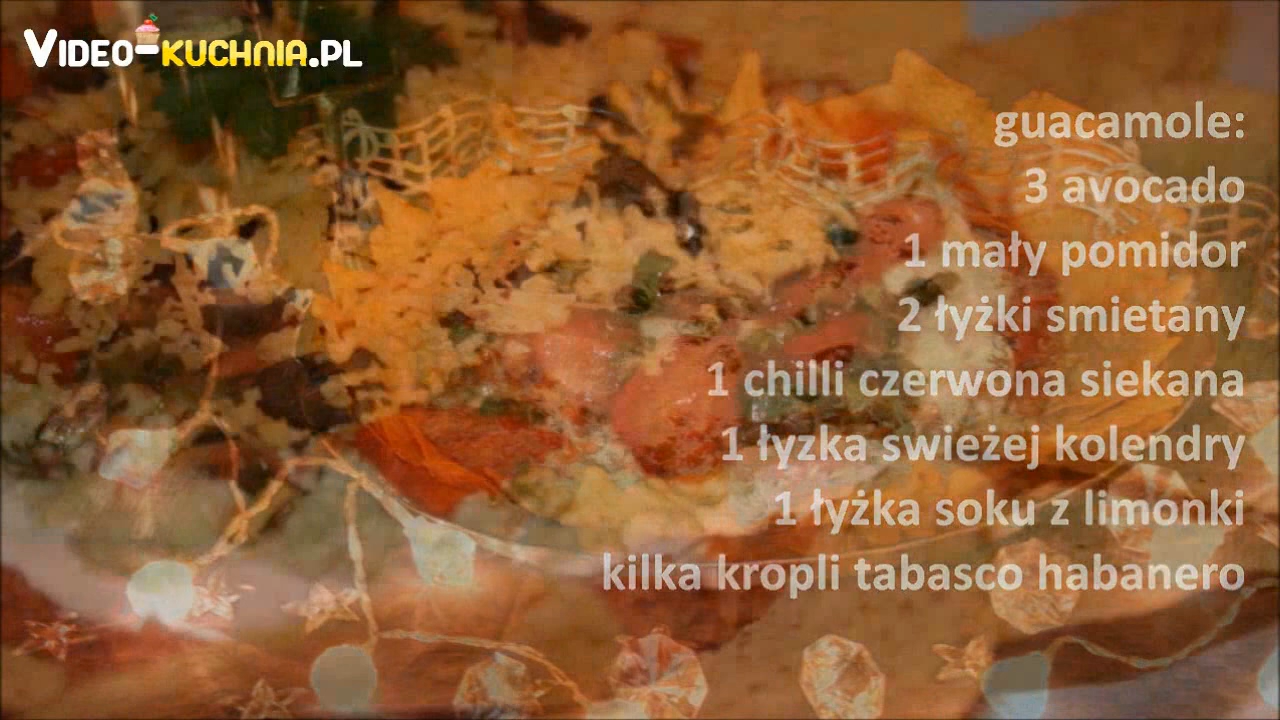 VIDEO-KUCHNIA.PL
guacamole:
3 avocado
1 mały pomidor
2 łyżki smietany
1 chilli czerwona siekana
1 łyzka swieżej kolendry
1 łyżka soku z limonki
kilka kropli tabasco habanero